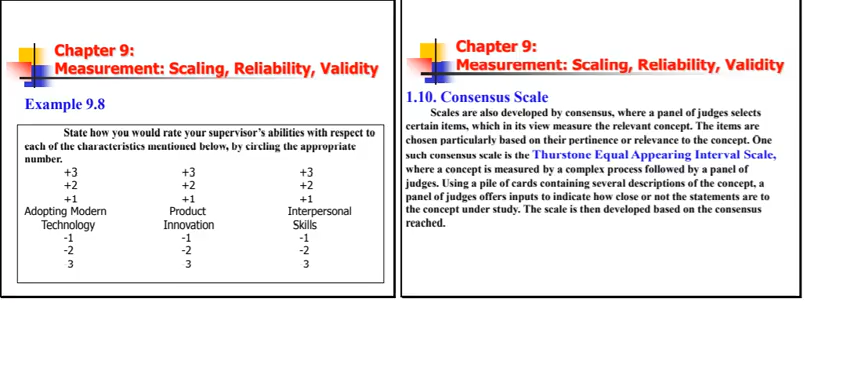 Chapter 9:
Measurement: Scaling, Reliability, Validity
Example 9.8
State how you would rate your supervisor's abilities with respect to
each of the characteristics mentioned below, by circling the appropriate
number.
+3 +3 +3
+2 +2 +2
+1 +1 +1
Adopting Modern Product Interpersonal
Technology Innovation Skills
-1 -1 -1
-2 -2 -2
3 3 3
Chapter 9:
Measurement: Scaling, Reliability, Validity
1.10. Consensus Scale
Scales are also developed by consensus, where a panel of judges selects
certain items, which in its view measure the relevant concept. The items are
chosen particularly based on their pertinence or relevance to the concept. One
such consensus scale is the Thurstone Equal Appearing Interval Scale,
where a concept is measured by a complex process followed by a panel of
judges. Using a pile of cards containing several descriptions of the concept, a
panel of judges offers inputs to indicate how close or not the statements are to
the concept under study. The scale is then developed based on the consensus
reached.